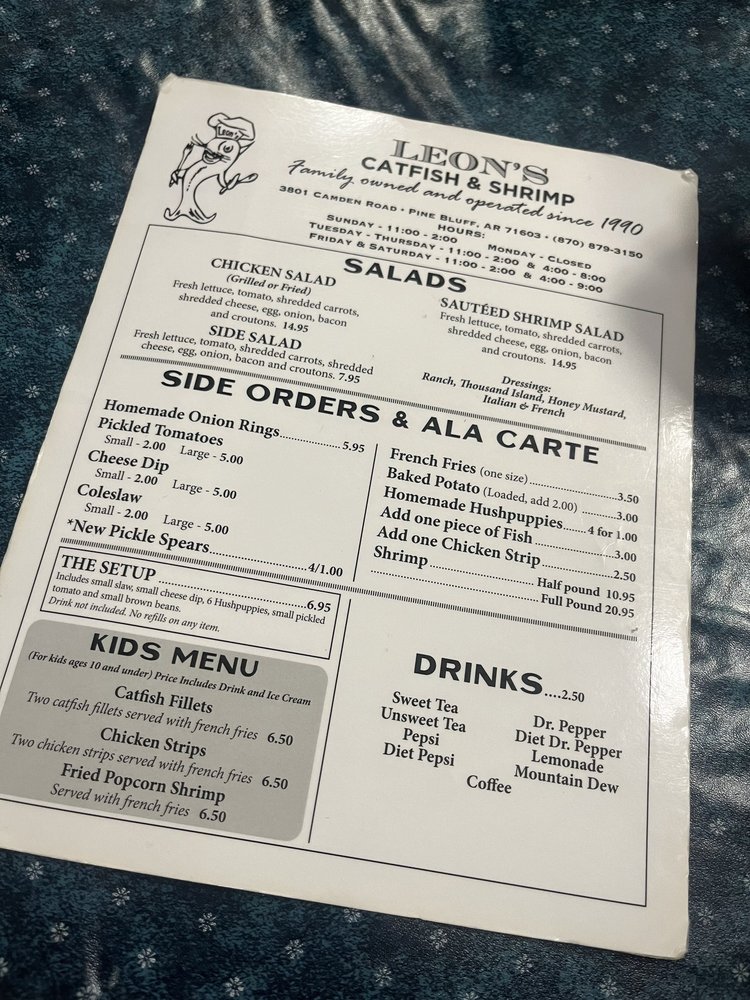 Leon's
LEON'S
CATFISH & SHRIMP
Family owned and operated since 1990
3801 CAMDEN ROAD • PINE BLUFF, AR 71603 • (870) 879-3150
HOURS:
SUNDAY - 11:00 - 2:00 MONDAY - CLOSED
TUESDAY - THURSDAY - 11:00 - 2:00 & 4:00 - 8:00
FRIDAY & SATURDAY - 11:00 - 2:00 & 4:00 - 9:00
SALADS
CHICKEN SALAD
(Grilled or Fried)
Fresh lettuce, tomato, shredded carrots,
shredded cheese, egg, onion, bacon
and croutons. 14.95
SIDE SALAD
Fresh lettuce, tomato, shredded carrots, shredded
cheese, egg, onion, bacon and croutons. 7.95
SAUTÉED SHRIMP SALAD
Fresh lettuce, tomato, shredded carrots,
shredded cheese, egg, onion, bacon
and croutons. 14.95
Dressings:
Ranch, Thousand Island, Honey Mustard,
Italian & French
SIDE ORDERS & ALA CARTE
Homemade Onion Rings....................5.95
Pickled Tomatoes
Small - 2.00 Large - 5.00
Cheese Dip
Small - 2.00 Large - 5.00
Coleslaw
Small - 2.00 Large - 5.00
*New Pickle Spears....................4/1.00
French Fries (one size)....................3.50
Baked Potato (Loaded, add 2.00) ..........3.00
Homemade Hushpuppies......4 for 1.00
Add one piece of Fish....................3.00
Add one Chicken Strip....................2.50
Shrimp....................Half pound 10.95
....................Full Pound 20.95
THE SETUP ....................6.95
Includes small slaw, small cheese dip, 6 Hushpuppies, small pickled
tomato and small brown beans.
Drink not included. No refills on any item.
KIDS MENU
(For kids ages 10 and under) Price Includes Drink and Ice Cream
Catfish Fillets
Two catfish fillets served with french fries 6.50
Chicken Strips
Two chicken strips served with french fries 6.50
Fried Popcorn Shrimp
Served with french fries 6.50
DRINKS....2.50
Sweet Tea
Unsweet Tea
Pepsi
Diet Pepsi
Dr. Pepper
Diet Dr. Pepper
Lemonade
Mountain Dew
Coffee